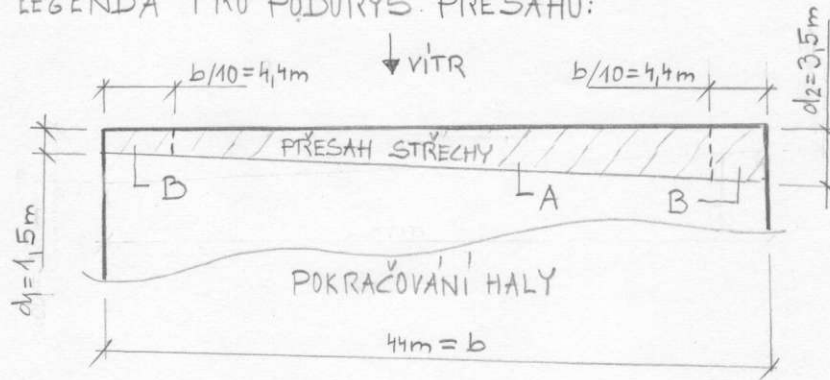 LEGENDA PRO PŮDORYS PŘESAHU:
VÍTR
b/10=4,4m
b/10=4,4m
d2=3,5m
PŘESAH STŘECHY
B
A
B
d1=1,5m
POKRAČOVÁNÍ HALY
44m = b